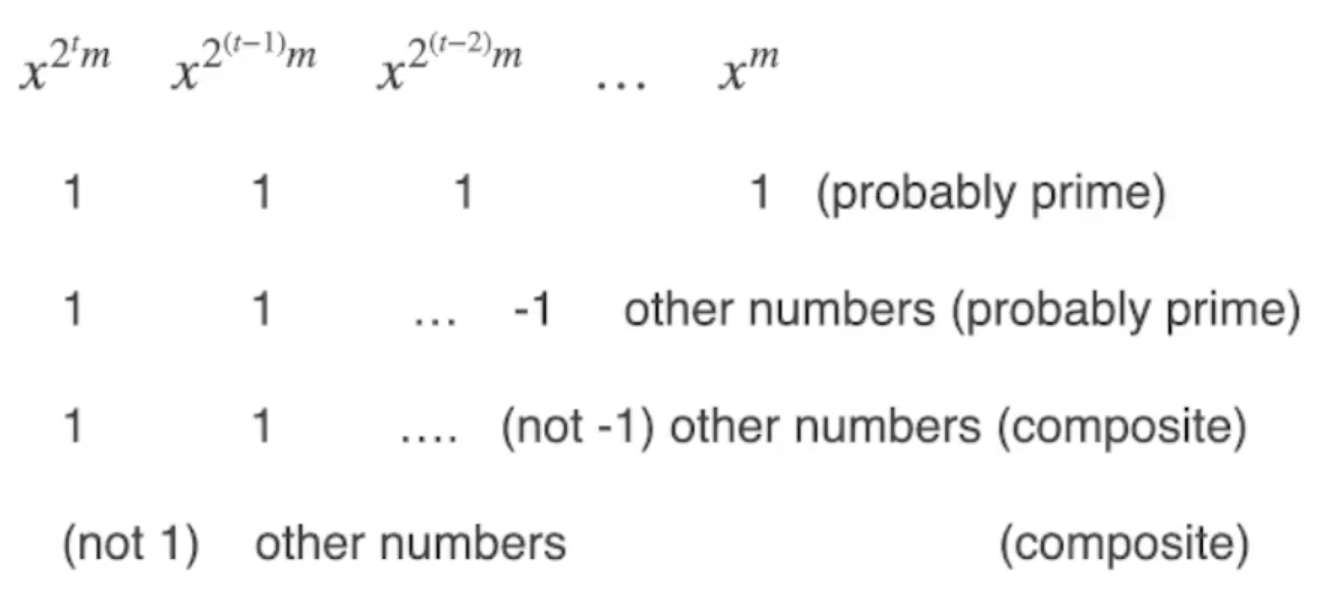 x^{2^t m} x^{2^{(t-1)} m} x^{2^{(t-2)} m} … x^m
1 1 1 1 (probably prime)
1 1 … -1 other numbers (probably prime)
1 1 …. (not -1) other numbers (composite)
(not 1) other numbers (composite)